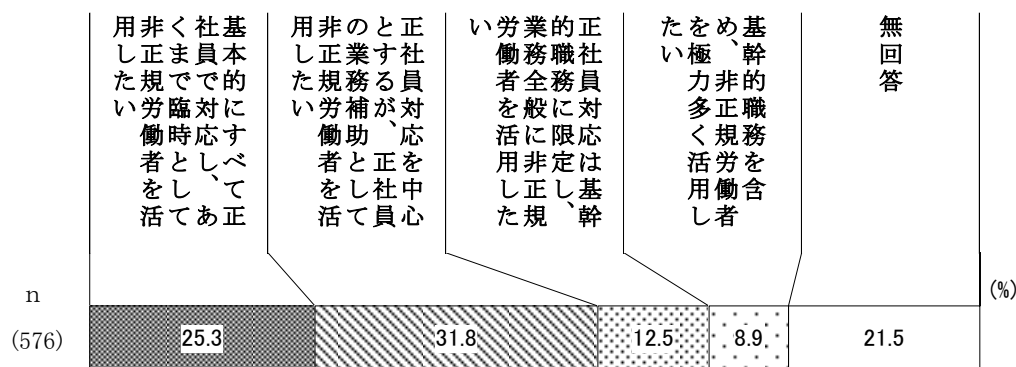 基本的にすべて正
社員で対応し、あ
くまで臨時として
非正規労働者を活
用したい
正社員対応を中心
とするが、正社員
の業務補助として
非正規労働者を活
用したい
正社員対応は基幹
的職務に限定し、
業務全般に非正規
労働者を活用した
い
基幹的職務を含
め、非正規労働者
を極力多く活用し
たい
無回答
(%)
n
(576)
25.3
31.8
12.5
8.9
21.5